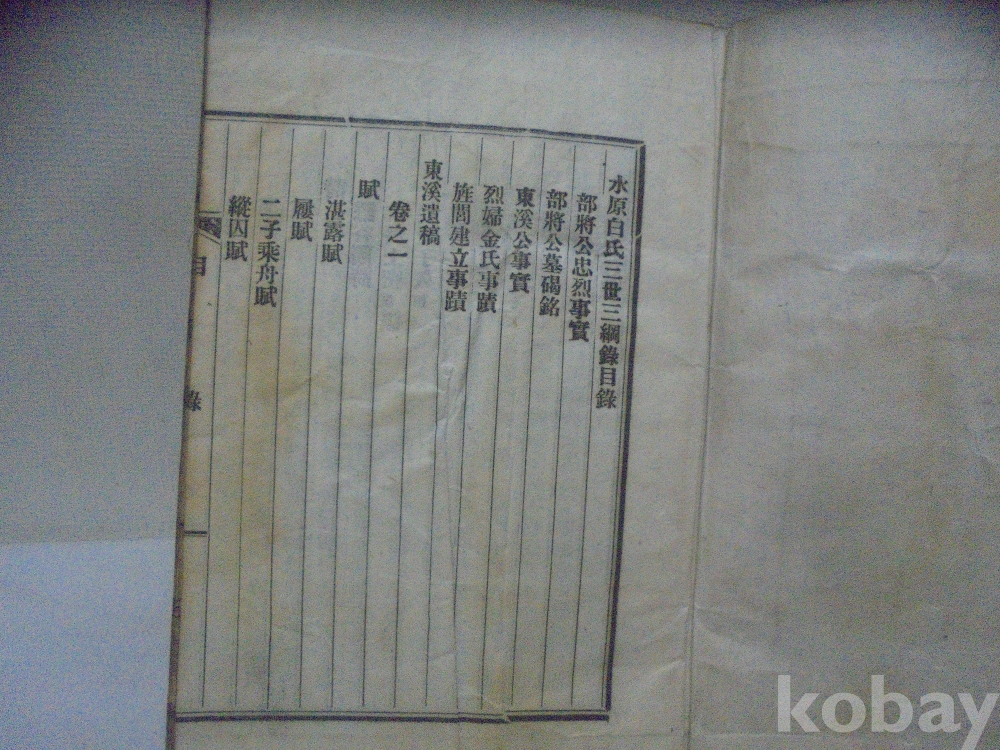 水原白氏三世三綱錄目錄
部將公忠烈事實
部將公墓碣銘
東溪公事實
烈婦金氏事蹟
旌閭建立事蹟
東溪遺稿
卷之一
賦
湛露賦
屨賦
二子乘舟賦
縱囚賦
目錄
kobay